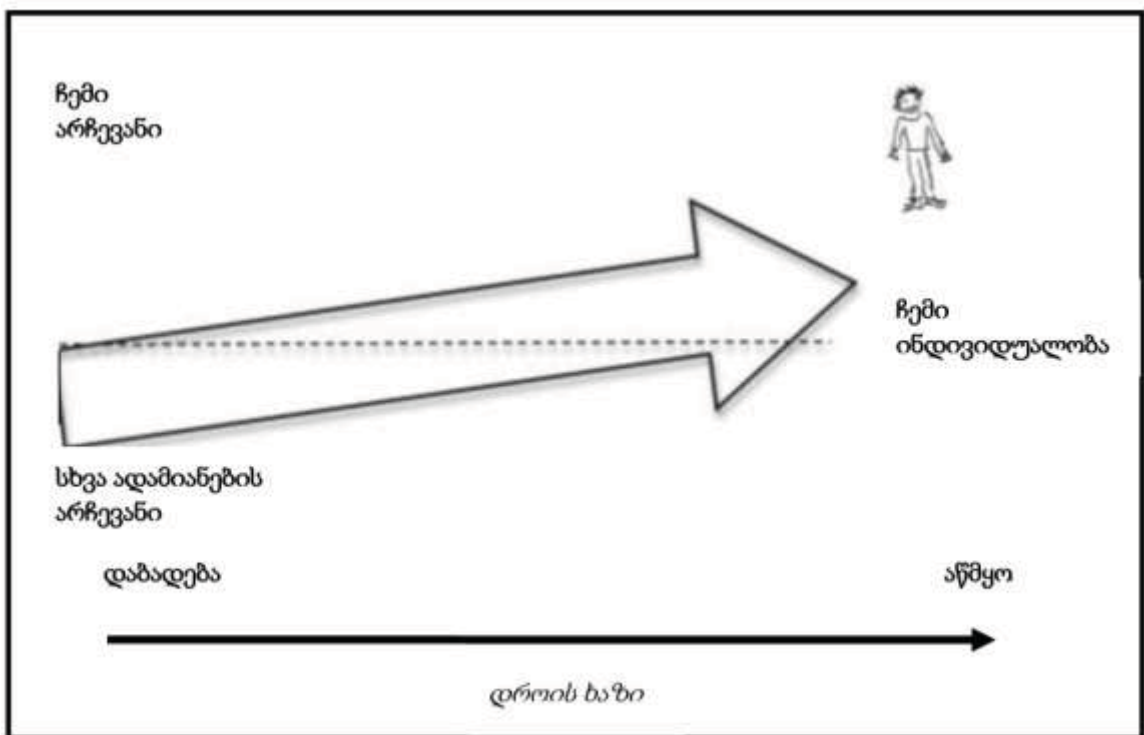 ჩემი
არჩევანი
ჩემი
ინდივიდუალობა
სხვა ადამიანების
არჩევანი
დაბადება
აწმყო
დროის ხაზი